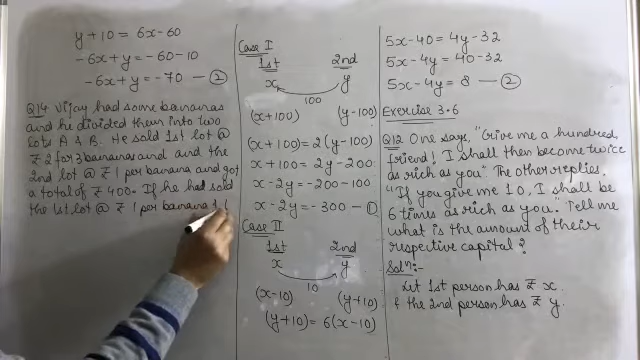 y+10 = 6x-60
-6x+y = -60-10
-6x+y = -70 — ②
Q14 Vijay had some bananas
and he divided them into two
lots A & B. He sold 1st lot @
₹ 2 for 3 bananas and and the
2nd lot @ ₹ 1 per banana and got
a total of ₹ 400. If he had sold
the 1st lot @ ₹ 1 per banana &
Case I
1st 2nd
x y
100
(x+100) (y-100)
(x+100) = 2(y-100)
x+100 = 2y-200
x-2y = -200-100
x-2y = -300 — ①
Case II
1st 2nd
x y
10
(x-10) (y+10)
(y+10) = 6(x-10)
5x-40 = 4y-32
5x-4y = 40-32
5x-4y = 8 — ②
Exercise 3.6
Q12 One says, "Give me a hundred,
friend! I shall then become twice
as rich as you". The other replies.
"If you give me 10, I shall be
6 times as rich as you." Tell me
what is the amount of their
respective capital?
Solⁿ:-
Let 1st person has ₹ x
& the 2nd person has ₹ y.